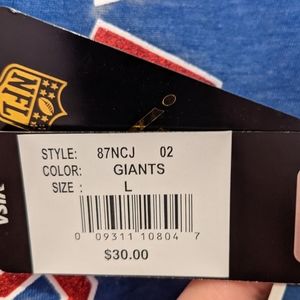 NFL
STYLE: 87NCJ 02
COLOR: GIANTS
SIZE : L
0 09311 10804 7
$30.00